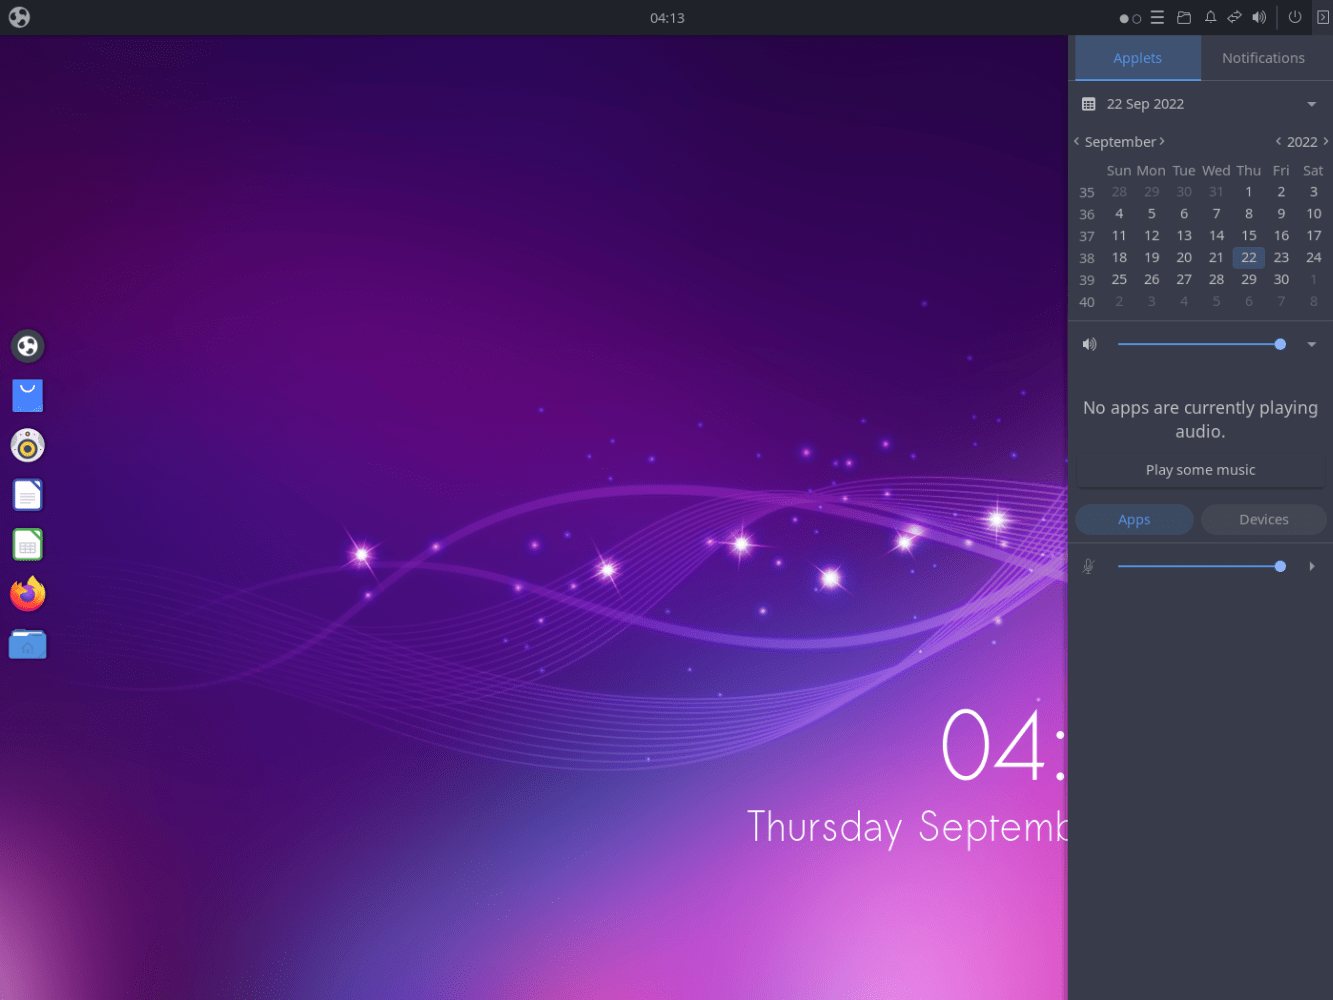 04:13
Applets Notifications
22 Sep 2022
September 2022
Sun Mon Tue Wed Thu Fri Sat
35 28 29 30 31 1 2 3
36 4 5 6 7 8 9 10
37 11 12 13 14 15 16 17
38 18 19 20 21 22 23 24
39 25 26 27 28 29 30 1
40 2 3 4 5 6 7 8
No apps are currently playing
audio.
Play some music
Apps Devices
04:
Thursday Septemb